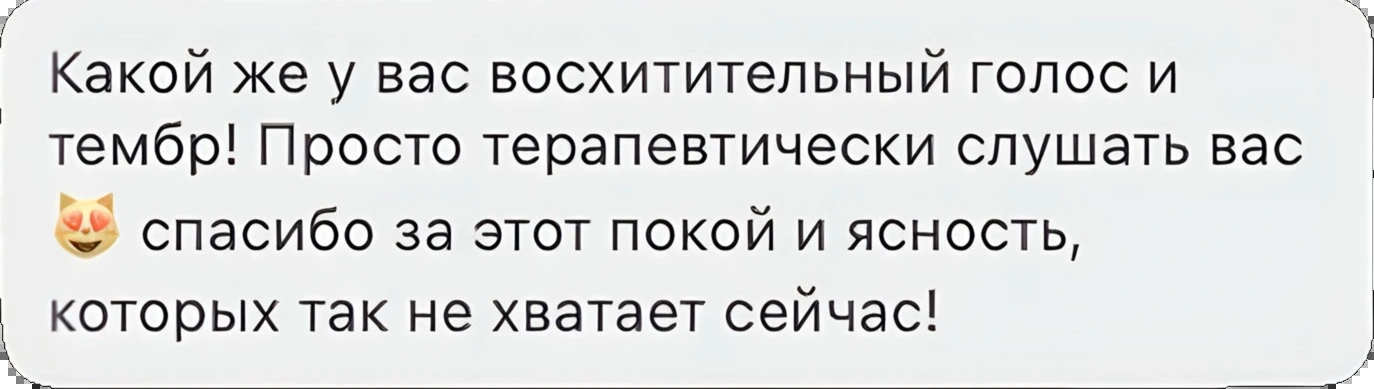 Какой же у вас восхитительный голос и
тембр! Просто терапевтически слушать вас
😻 спасибо за этот покой и ясность,
которых так не хватает сейчас!